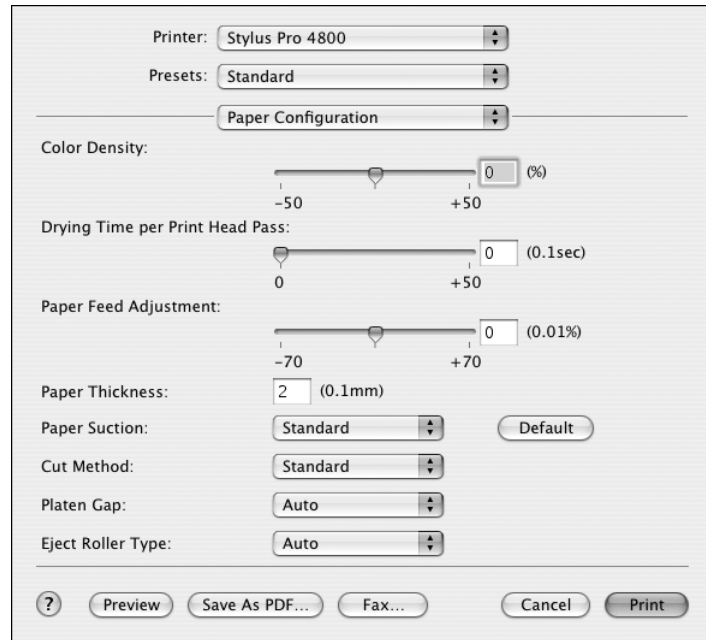 Printer: Stylus Pro 4800
Presets: Standard
Paper Configuration
Color Density:
0 (%)
-50 +50
Drying Time per Print Head Pass:
0 (0.1sec)
0 +50
Paper Feed Adjustment:
0 (0.01%)
-70 +70
Paper Thickness: 2 (0.1mm)
Paper Suction: Standard Default
Cut Method: Standard
Platen Gap: Auto
Eject Roller Type: Auto
? Preview Save As PDF... Fax... Cancel Print